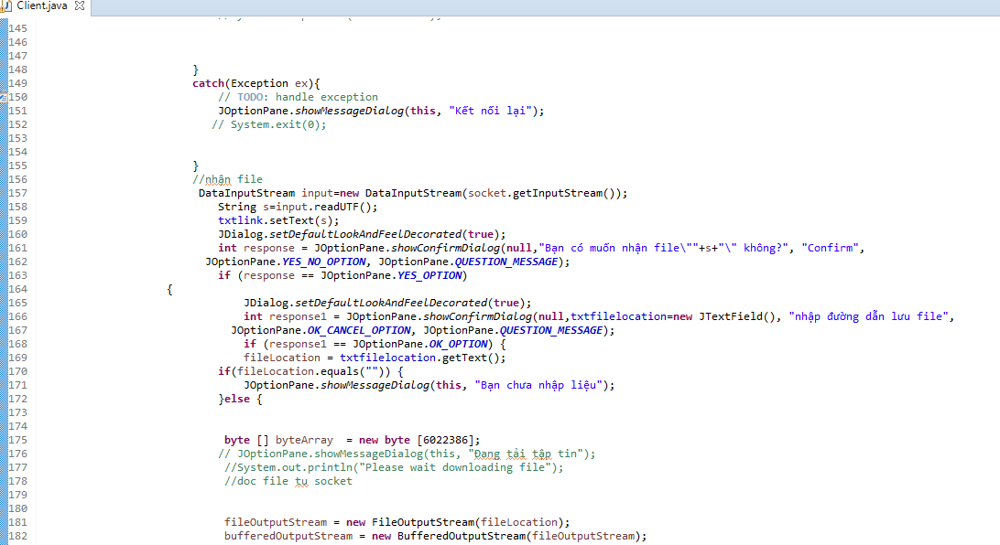 Client.java
145
146
147
148 }
149 catch(Exception ex){
150 // TODO: handle exception
151 JOptionPane.showMessageDialog(this, "Kết nối lại");
152 // System.exit(0);
153
154
155 }
156 //nhận file
157 DataInputStream input=new DataInputStream(socket.getInputStream());
158 String s=input.readUTF();
159 txtlink.setText(s);
160 JDialog.setDefaultLookAndFeelDecorated(true);
161 int response = JOptionPane.showConfirmDialog(null,"Bạn có muốn nhận file\""+s+"\" không?", "Confirm",
162 JOptionPane.YES_NO_OPTION, JOptionPane.QUESTION_MESSAGE);
163 if (response == JOptionPane.YES_OPTION)
164 {
165 JDialog.setDefaultLookAndFeelDecorated(true);
166 int response1 = JOptionPane.showConfirmDialog(null,txtfilelocation=new JTextField(), "nhập đường dẫn lưu file",
167 JOptionPane.OK_CANCEL_OPTION, JOptionPane.QUESTION_MESSAGE);
168 if (response1 == JOptionPane.OK_OPTION) {
169 fileLocation = txtfilelocation.getText();
170 if(fileLocation.equals("")) {
171 JOptionPane.showMessageDialog(this, "Bạn chưa nhập liệu");
172 }else {
173
174
175 byte [] byteArray = new byte [6022386];
176 // JOptionPane.showMessageDialog(this, "Đang tải tập tin");
177 //System.out.println("Please wait downloading file");
178 //doc file tu socket
179
180
181 fileOutputStream = new FileOutputStream(fileLocation);
182 bufferedOutputStream = new BufferedOutputStream(fileOutputStream);